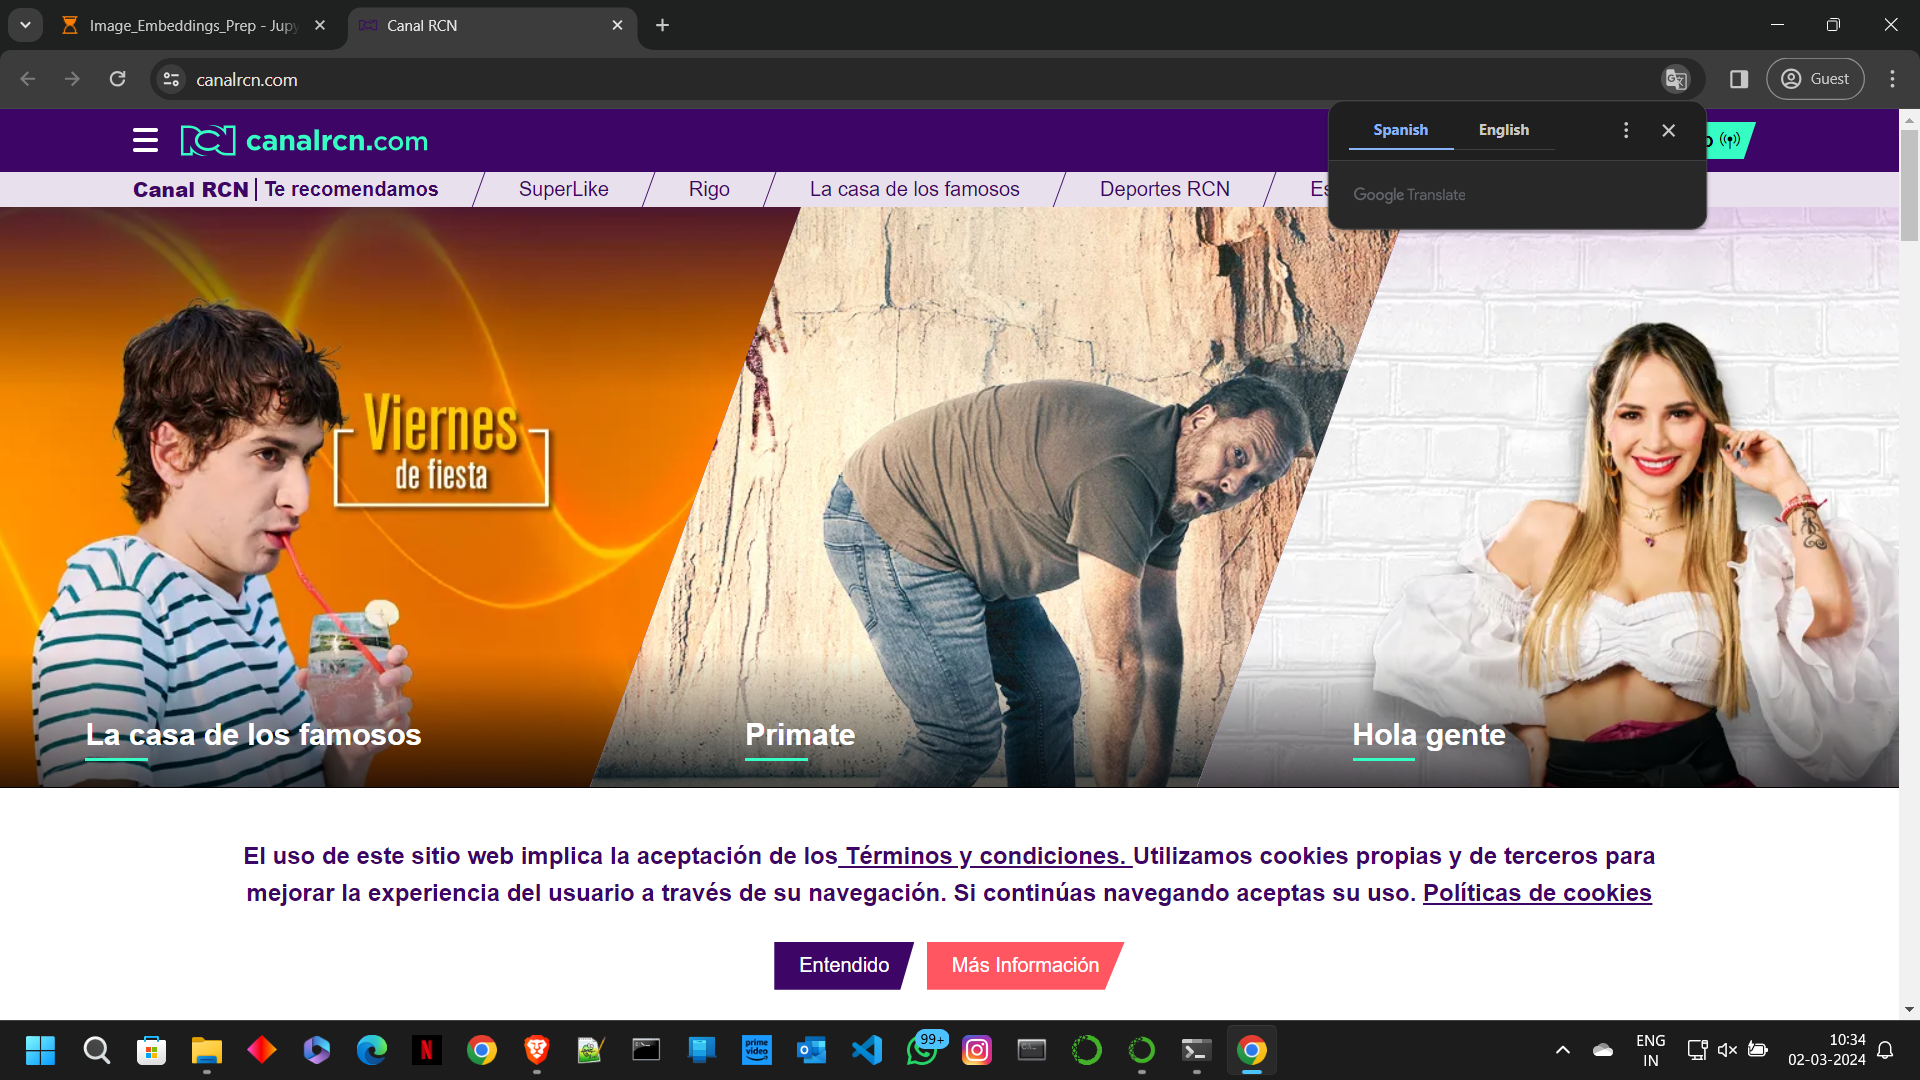 Image_Embeddings_Prep - Jupy
Canal RCN
canalrcn.com
Guest
Spanish English
Google Translate
canalrcn.com
Canal RCN | Te recomendamos
SuperLike
Rigo
La casa de los famosos
Deportes RCN
Viernes
de fiesta
La casa de los famosos
Primate
Hola gente
El uso de este sitio web implica la aceptación de los Términos y condiciones. Utilizamos cookies propias y de terceros para
mejorar la experiencia del usuario a través de su navegación. Si continúas navegando aceptas su uso. Políticas de cookies
Entendido
Más Información
99+
prime
video
ENG
IN
10:34
02-03-2024